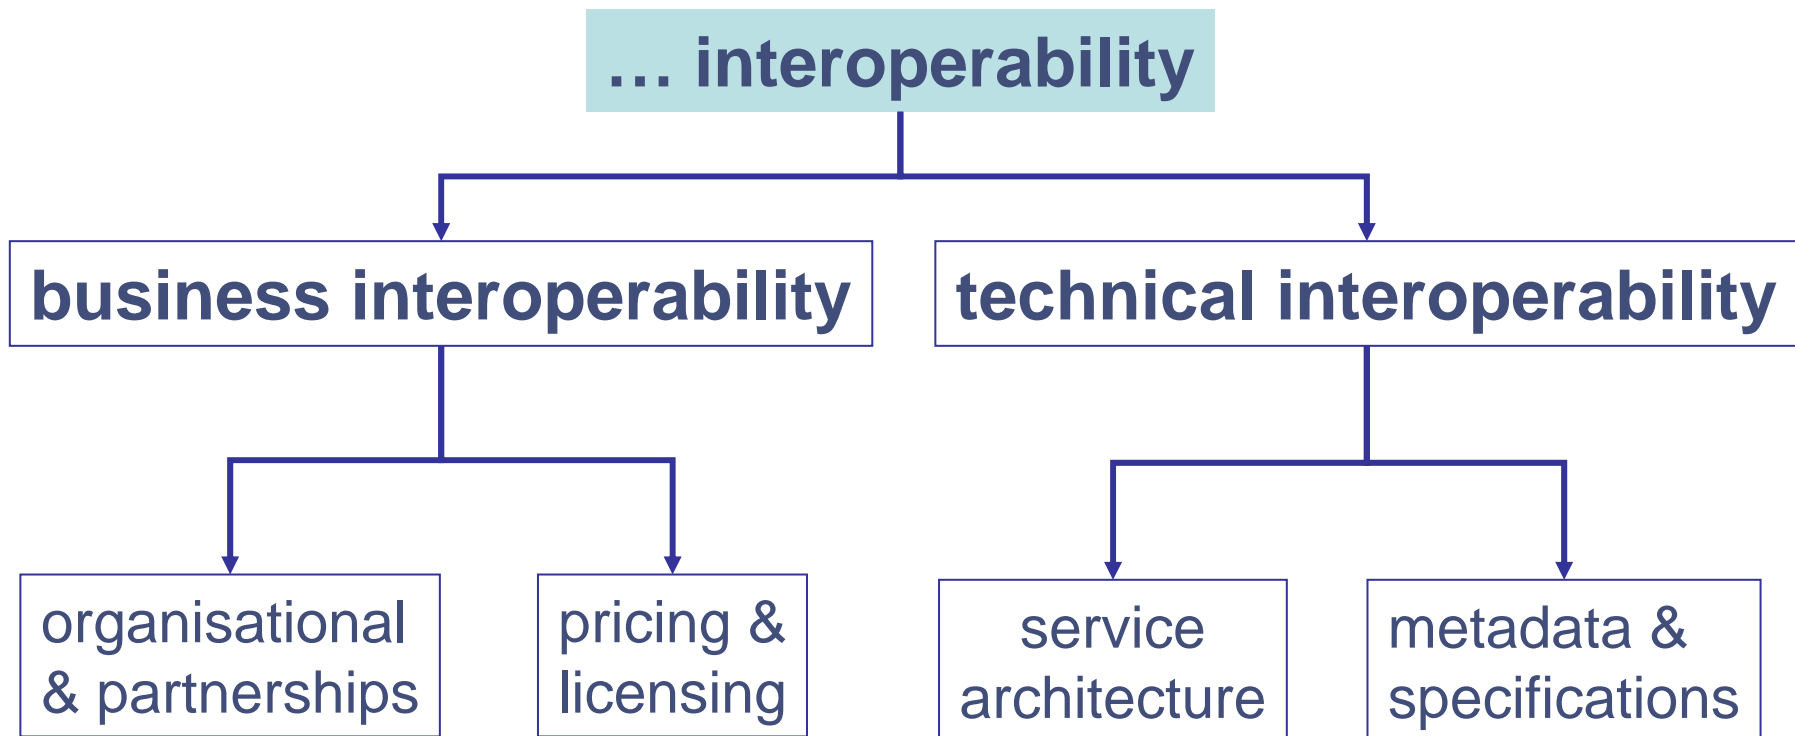 … interoperability
business interoperability
technical interoperability
organisational
& partnerships
pricing &
licensing
service
architecture
metadata &
specifications